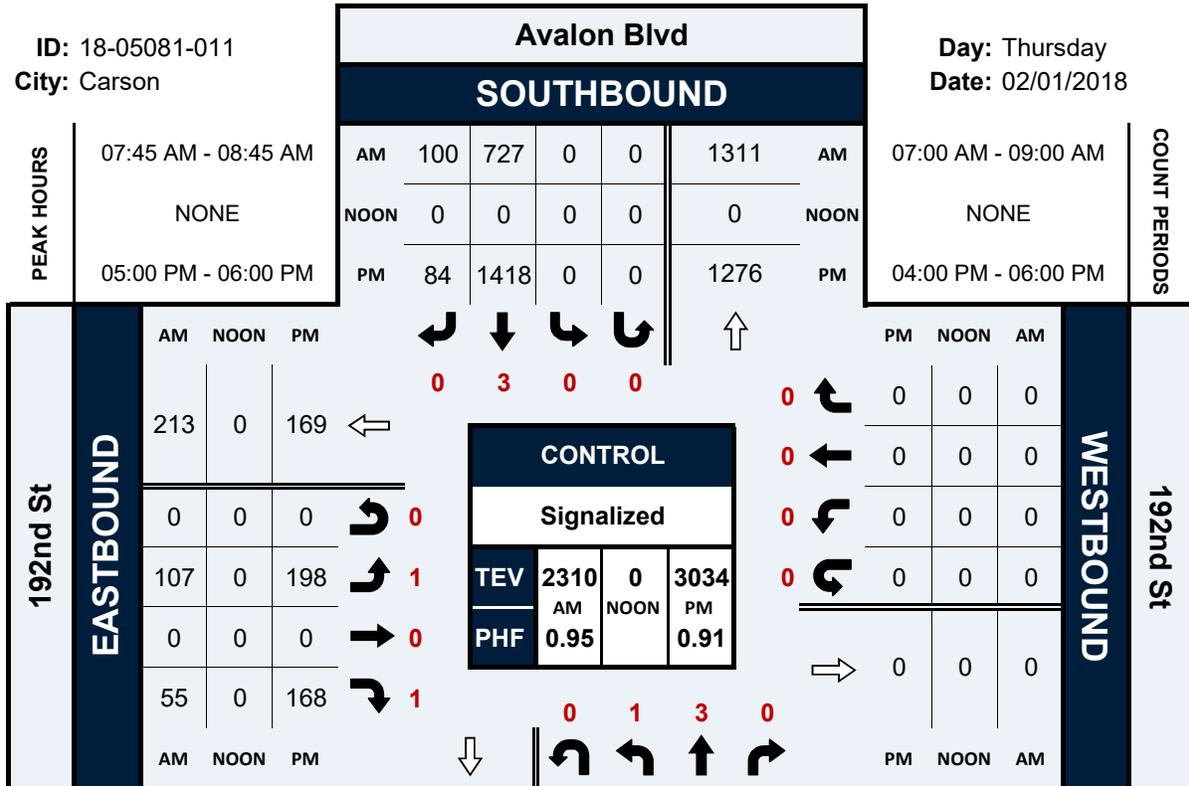 Avalon Blvd
SOUTHBOUND
ID: 18-05081-011
City: Carson
Day: Thursday
Date: 02/01/2018
PEAK HOURS
07:45 AM - 08:45 AM
NONE
05:00 PM - 06:00 PM
AM 100 727 0 0 1311 AM
NOON 0 0 0 0 0 NOON
PM 84 1418 0 0 1276 PM
07:00 AM - 09:00 AM
NONE
04:00 PM - 06:00 PM
COUNT PERIODS
0 3 0 0
192nd St
EASTBOUND
AM NOON PM
213 0 169
0 0 0 0
107 0 198 1
0 0 0 0
55 0 168 1
AM NOON PM
CONTROL
Signalized
TEV 2310 0 3034
AM NOON PM
PHF 0.95 0.91
PM NOON AM
0 0 0 0
0 0 0 0
0 0 0 0
0 0 0 0
0 0 0
PM NOON AM
WESTBOUND
192nd St
0 1 3 0